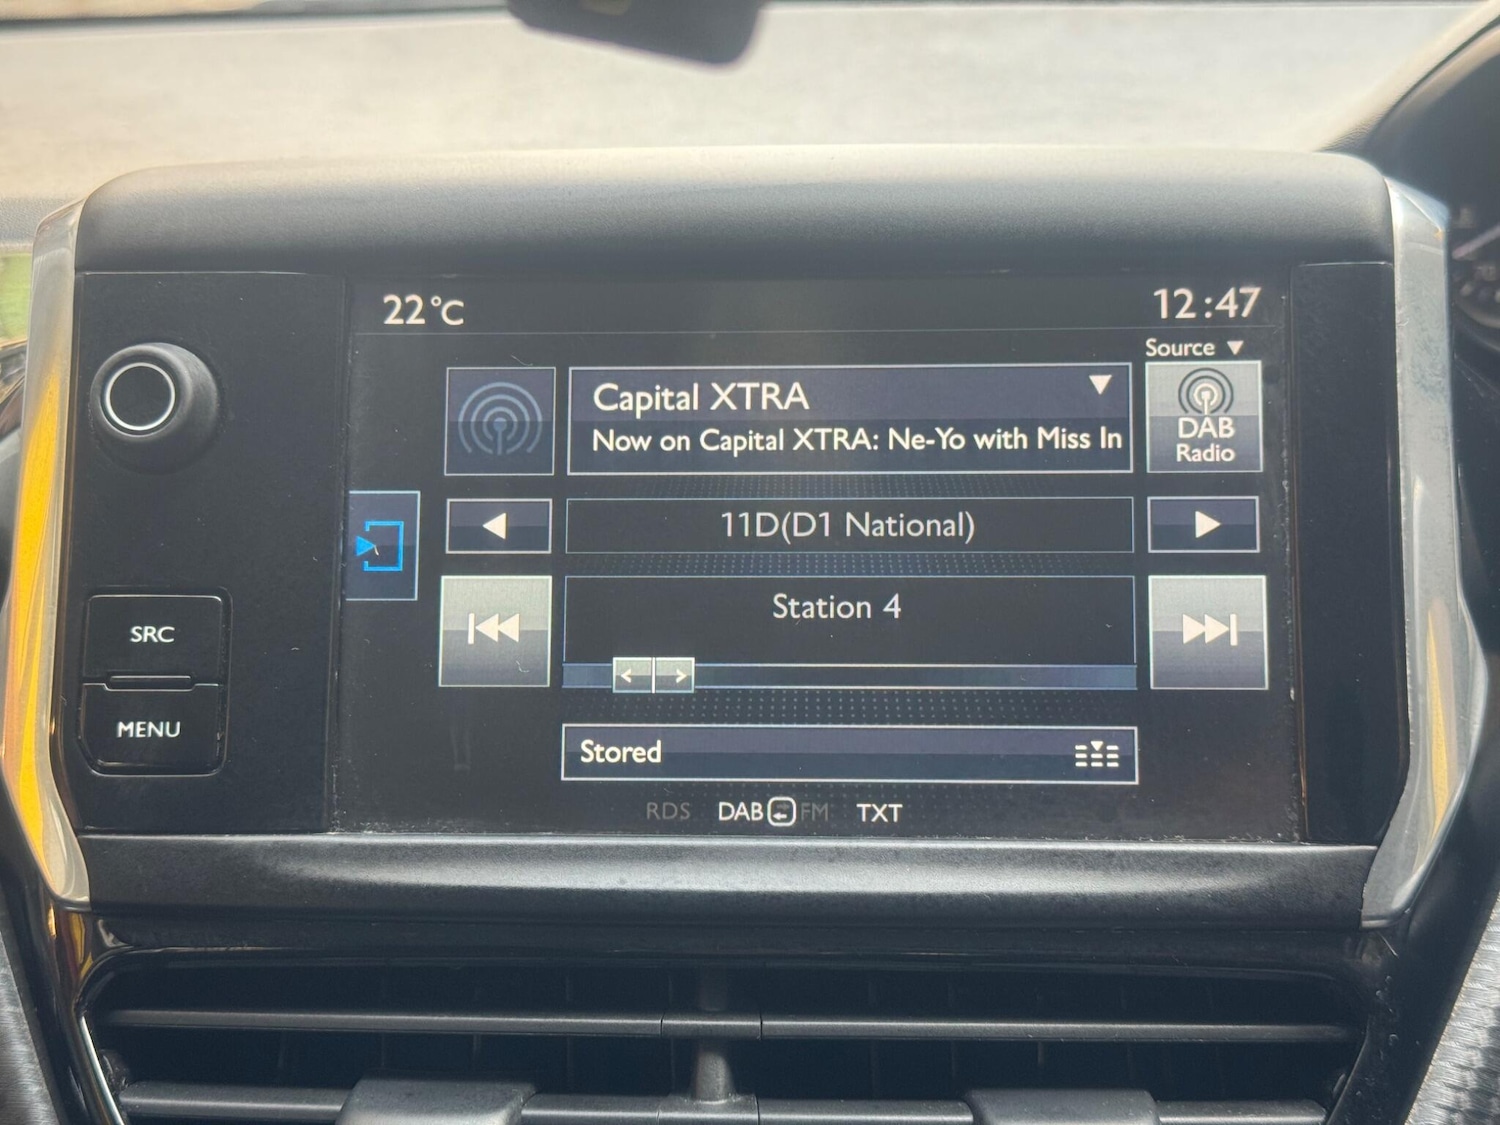 22°C
12:47
Source
Capital XTRA
Now on Capital XTRA: Ne-Yo with Miss In
DAB
Radio
11D(D1 National)
SRC
MENU
Station 4
Stored
RDS DAB FM TXT